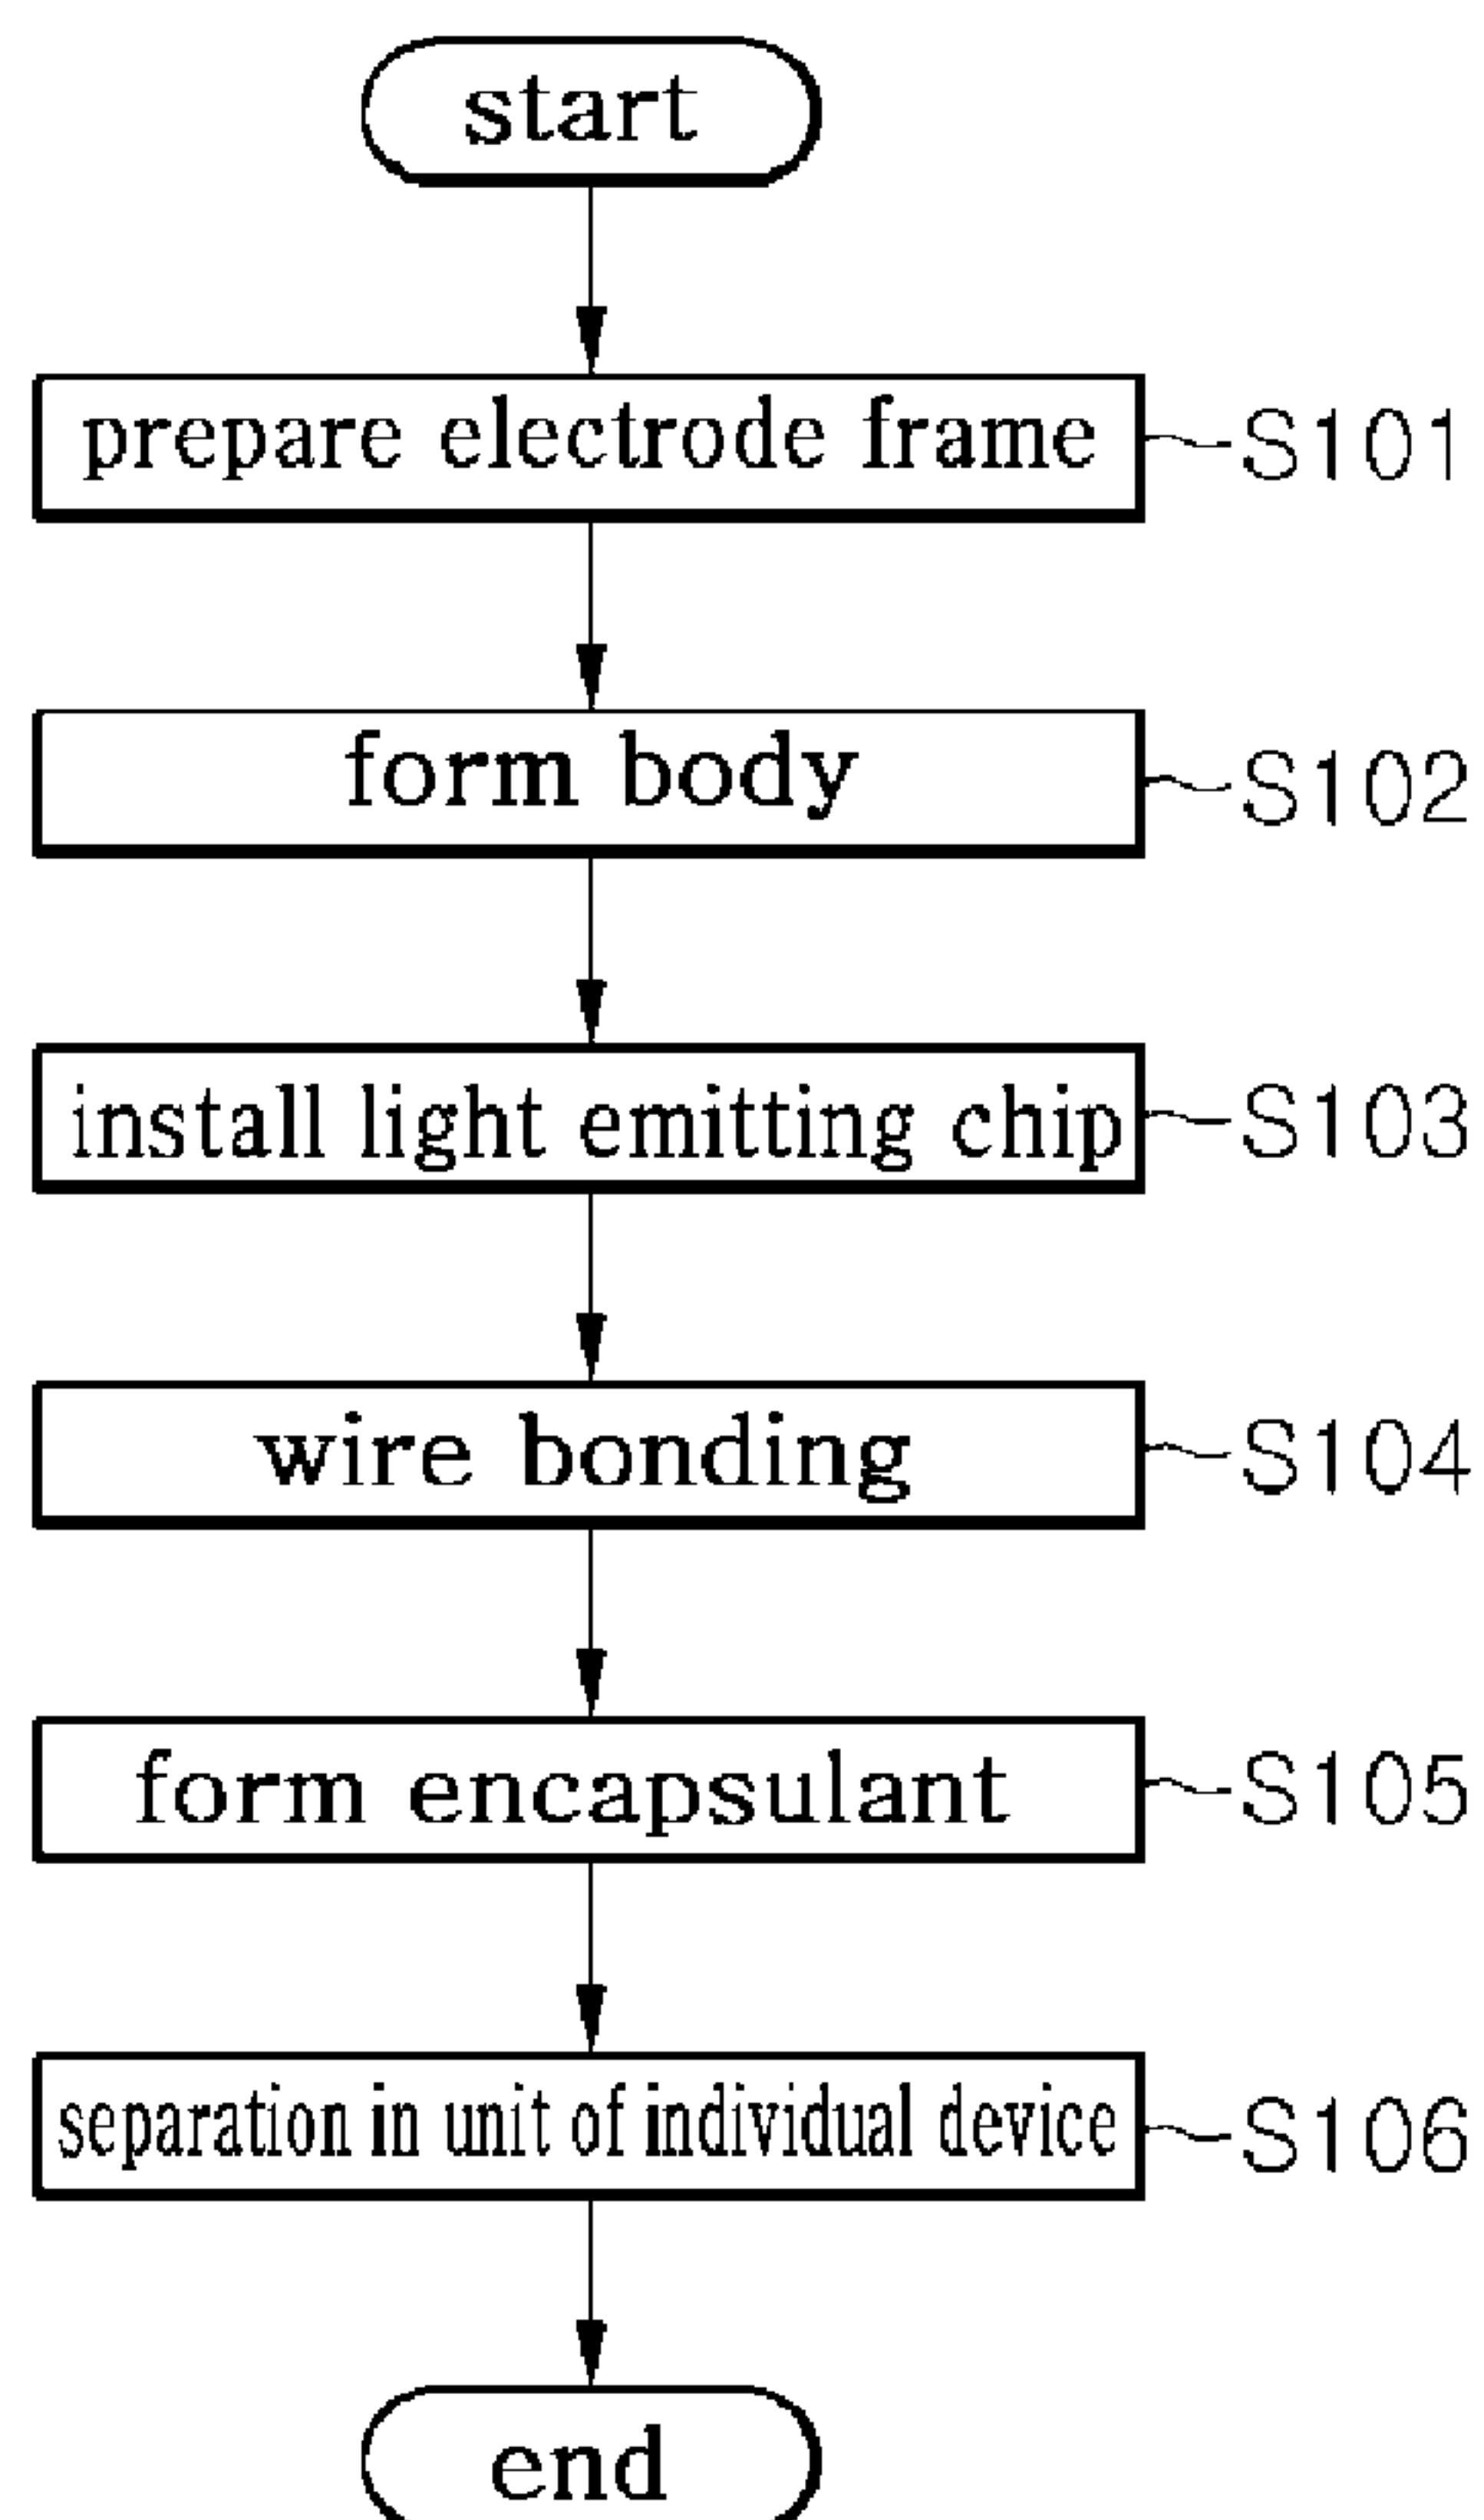 start
prepare electrode frame S101
form body S102
install light emitting chip S103
wire bonding S104
form encapsulant S105
separation in unit of individual device S106
end